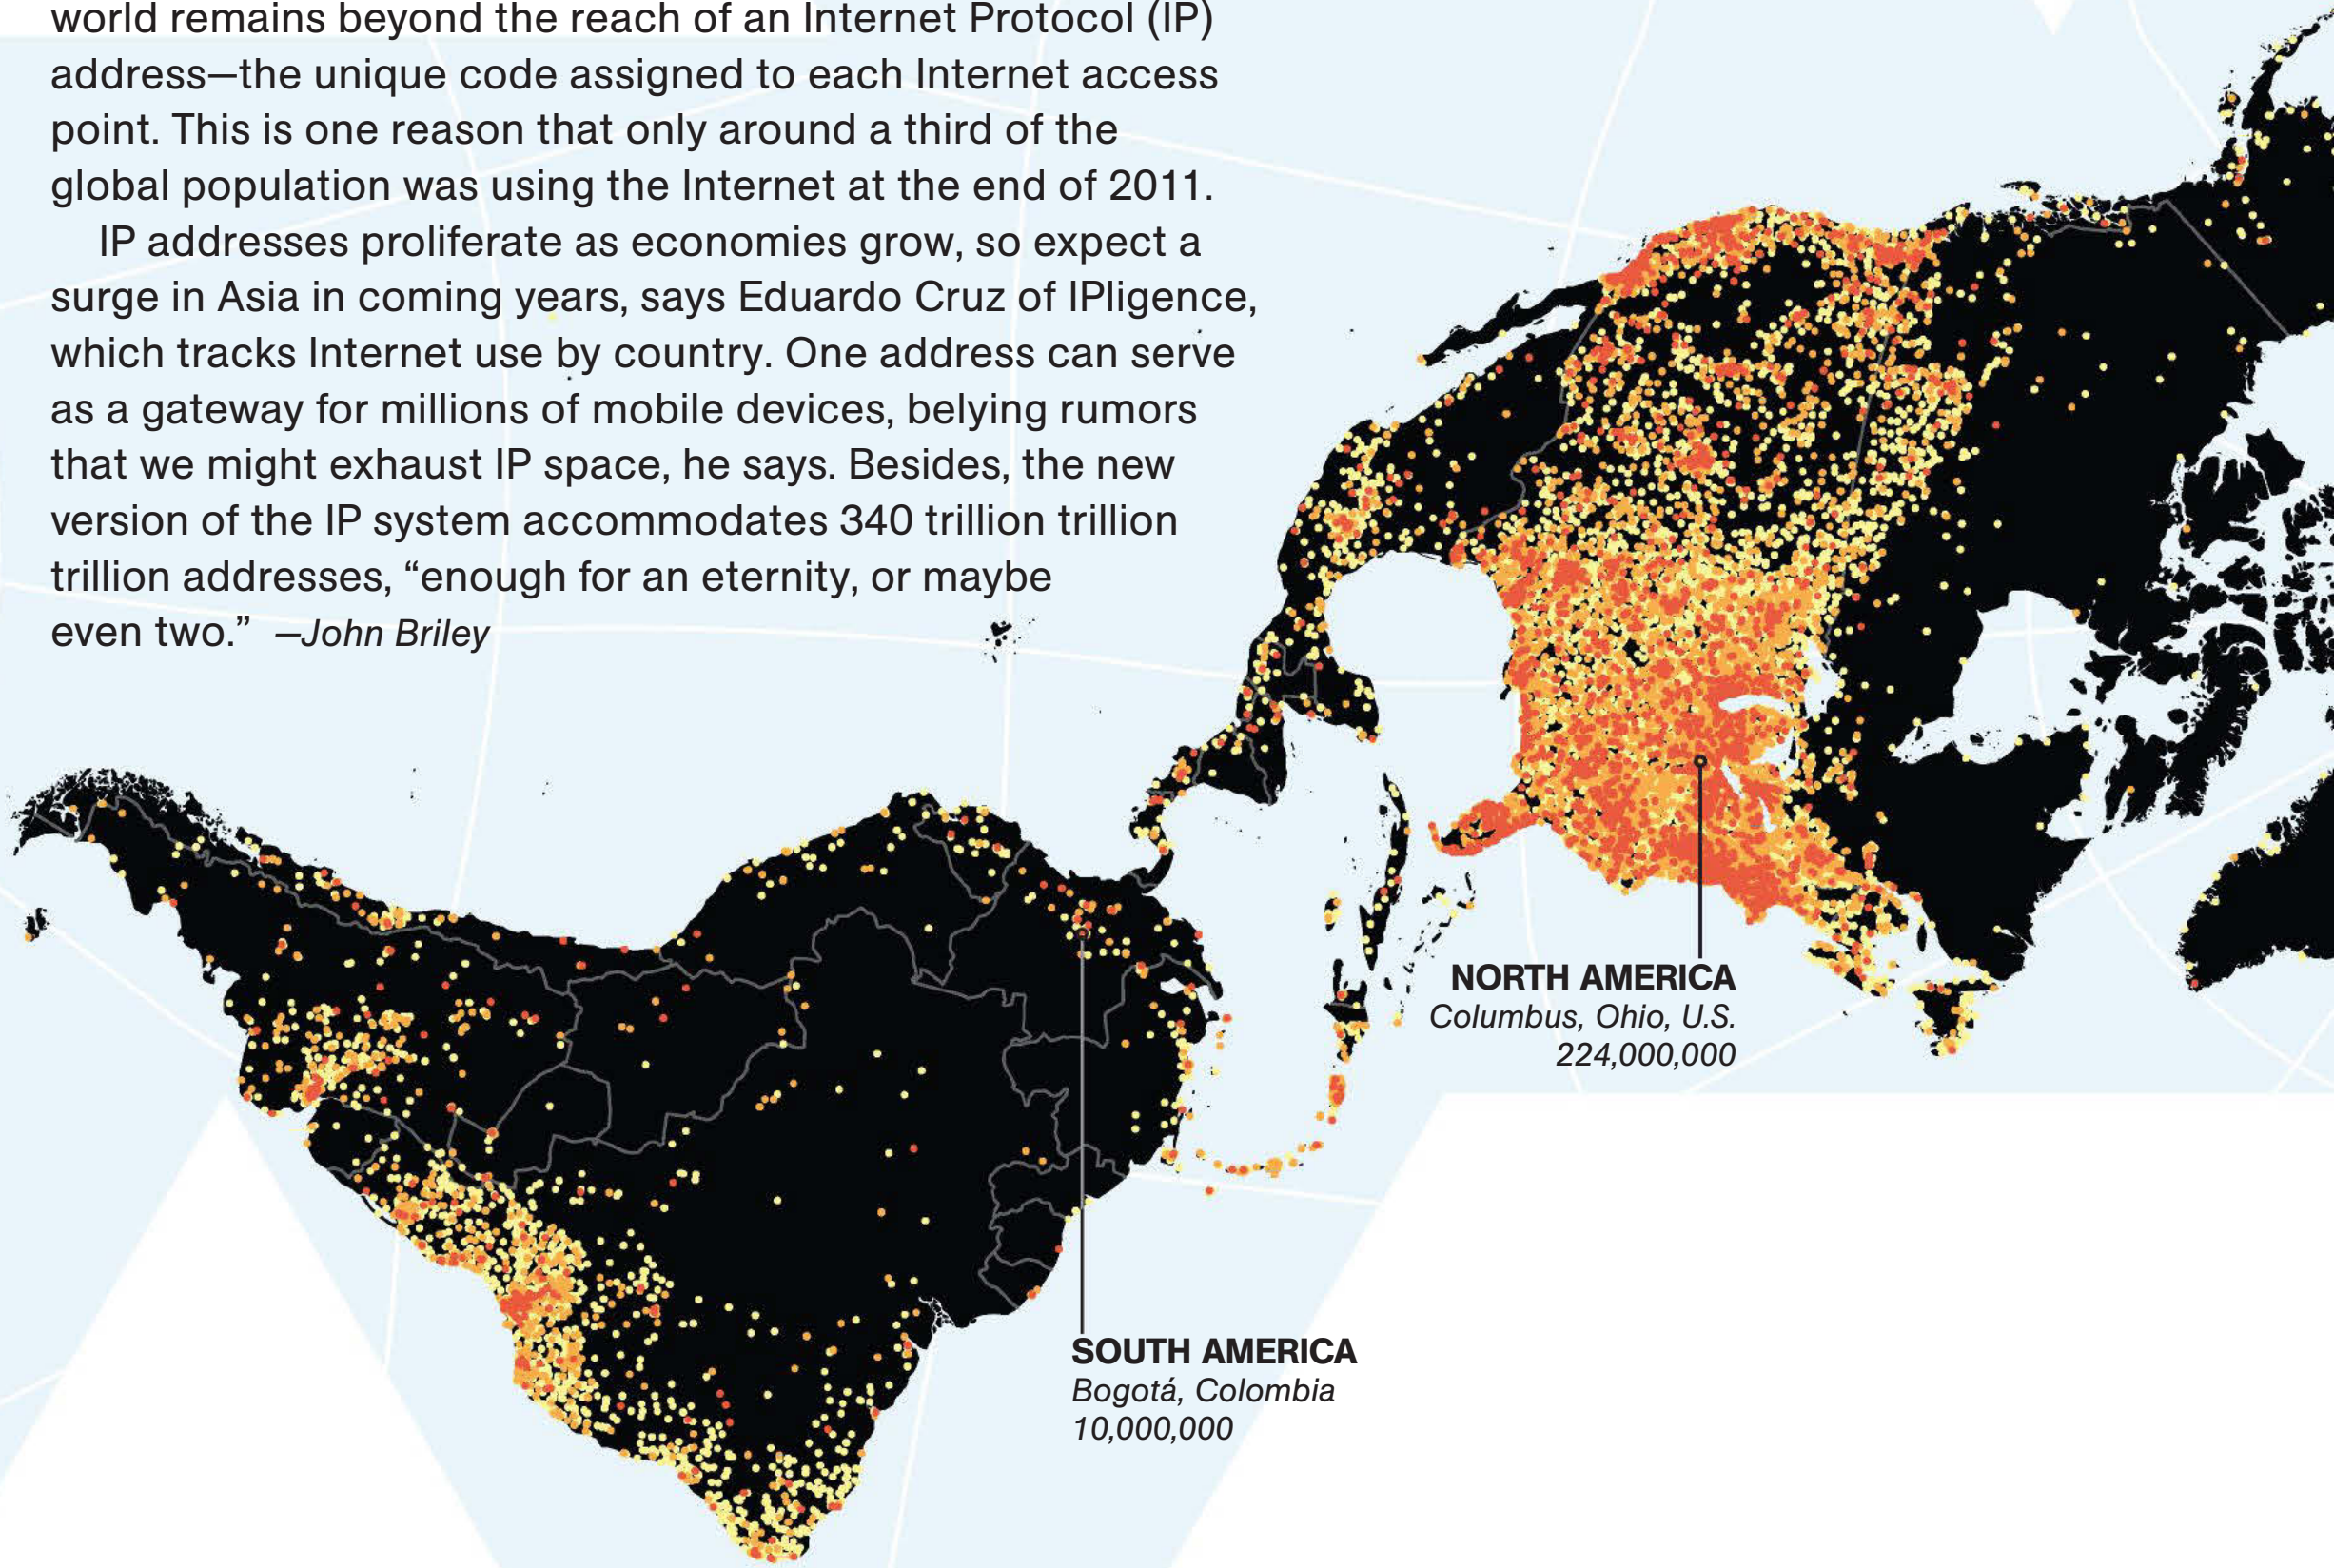 world remains beyond the reach of an Internet Protocol (IP)
address—the unique code assigned to each Internet access
point. This is one reason that only around a third of the
global population was using the Internet at the end of 2011.
IP addresses proliferate as economies grow, so expect a
surge in Asia in coming years, says Eduardo Cruz of IPligence,
which tracks Internet use by country. One address can serve
as a gateway for millions of mobile devices, belying rumors
that we might exhaust IP space, he says. Besides, the new
version of the IP system accommodates 340 trillion trillion
trillion addresses, “enough for an eternity, or maybe
even two.” —John Briley
NORTH AMERICA
Columbus, Ohio, U.S.
224,000,000
SOUTH AMERICA
Bogotá, Colombia
10,000,000